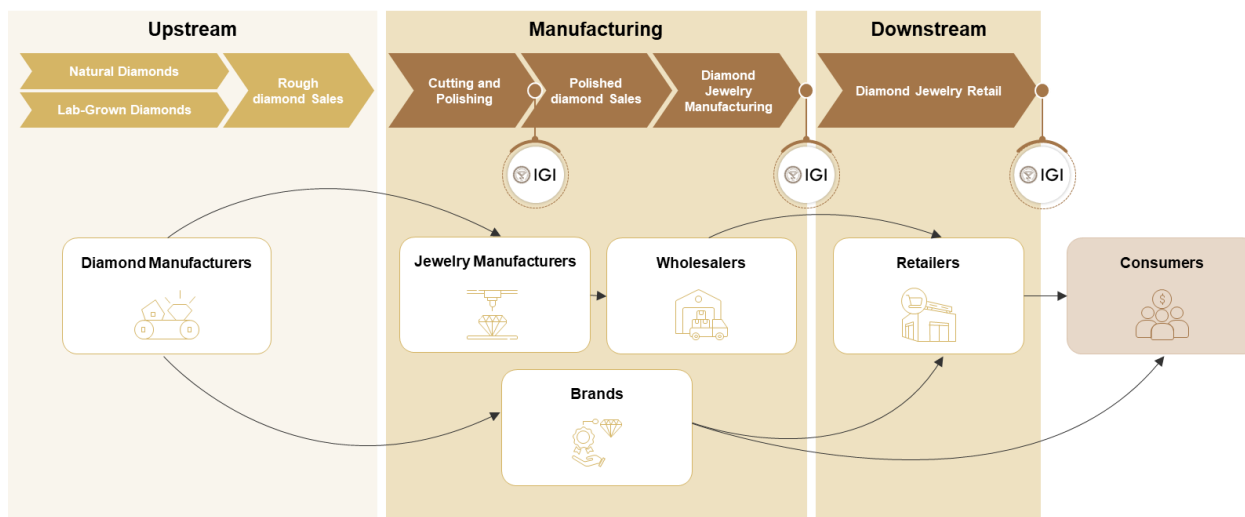 Upstream
Manufacturing
Downstream
Natural Diamonds
Lab-Grown Diamonds
Rough
diamond Sales
Cutting and
Polishing
Polished
diamond Sales
Diamond
Jewelry
Manufacturing
Diamond Jewelry Retail
IGI
IGI
IGI
Diamond Manufacturers
Jewelry Manufacturers
Wholesalers
Retailers
Consumers
$
Brands